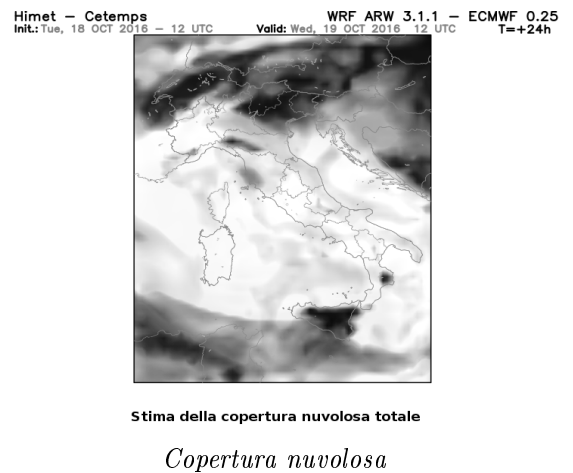 Himet – Cetemps WRF ARW 3.1.1 – ECMWF 0.25
Init.: Tue, 18 OCT 2016 – 12 UTC Valid: Wed, 19 OCT 2016 12 UTC T=+24h
Stima della copertura nuvolosa totale
Copertura nuvolosa